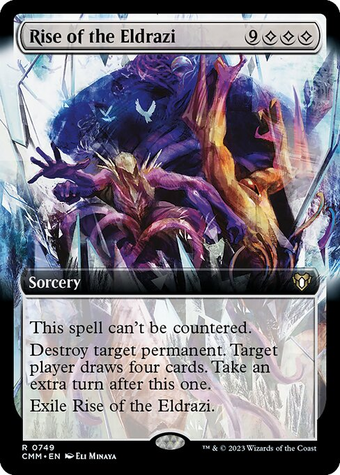 Rise of the Eldrazi 9
Sorcery
This spell can't be countered.
Destroy target permanent. Target
player draws four cards. Take an
extra turn after this one.
Exile Rise of the Eldrazi.
R 0749
CMM • EN Eli Minaya
™ & © 2023 Wizards of the Coast